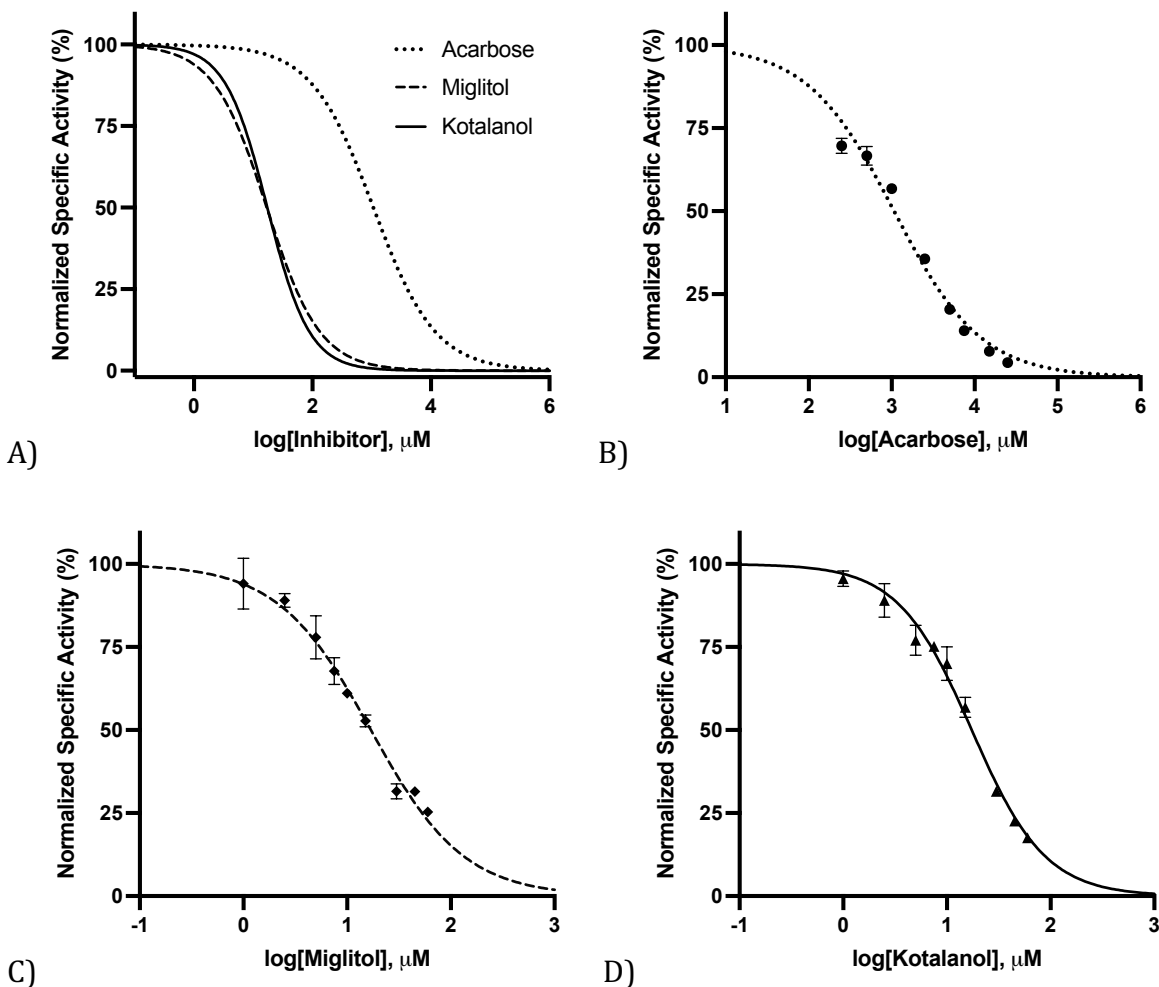 Normalized Specific Activity (%)
100
75
50
25
0
0
2
4
6
log[Inhibitor], μM
Acarbose
Miglitol
Kotalanol
A)
Normalized Specific Activity (%)
100
75
50
25
0
1
2
3
4
5
6
log[Acarbose], μM
B)
Normalized Specific Activity (%)
100
75
50
25
0
-1
0
1
2
3
log[Miglitol], μM
C)
Normalized Specific Activity (%)
100
75
50
25
0
-1
0
1
2
3
log[Kotalanol], μM
D)